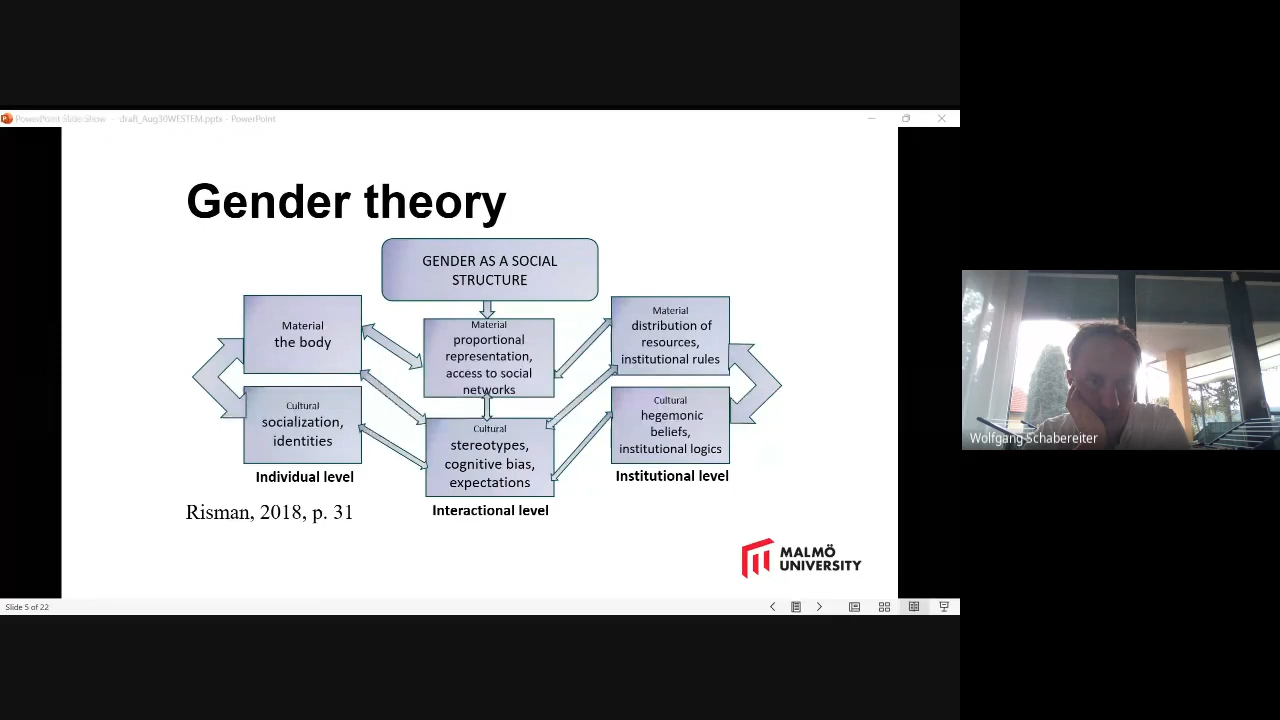 PowerPoint Slide Show - draft_Aug30WESTEM.pptx - PowerPoint
Gender theory
GENDER AS A SOCIAL
STRUCTURE
Material
the body
Cultural
socialization,
identities
Individual level
Material
proportional
representation,
access to social
networks
Cultural
stereotypes,
cognitive bias,
expectations
Interactional level
Material
distribution of
resources,
institutional rules
Cultural
hegemonic
beliefs,
institutional logics
Institutional level
Risman, 2018, p. 31
MALMÖ
UNIVERSITY
Slide 5 of 22
Wolfgang Schabereiter